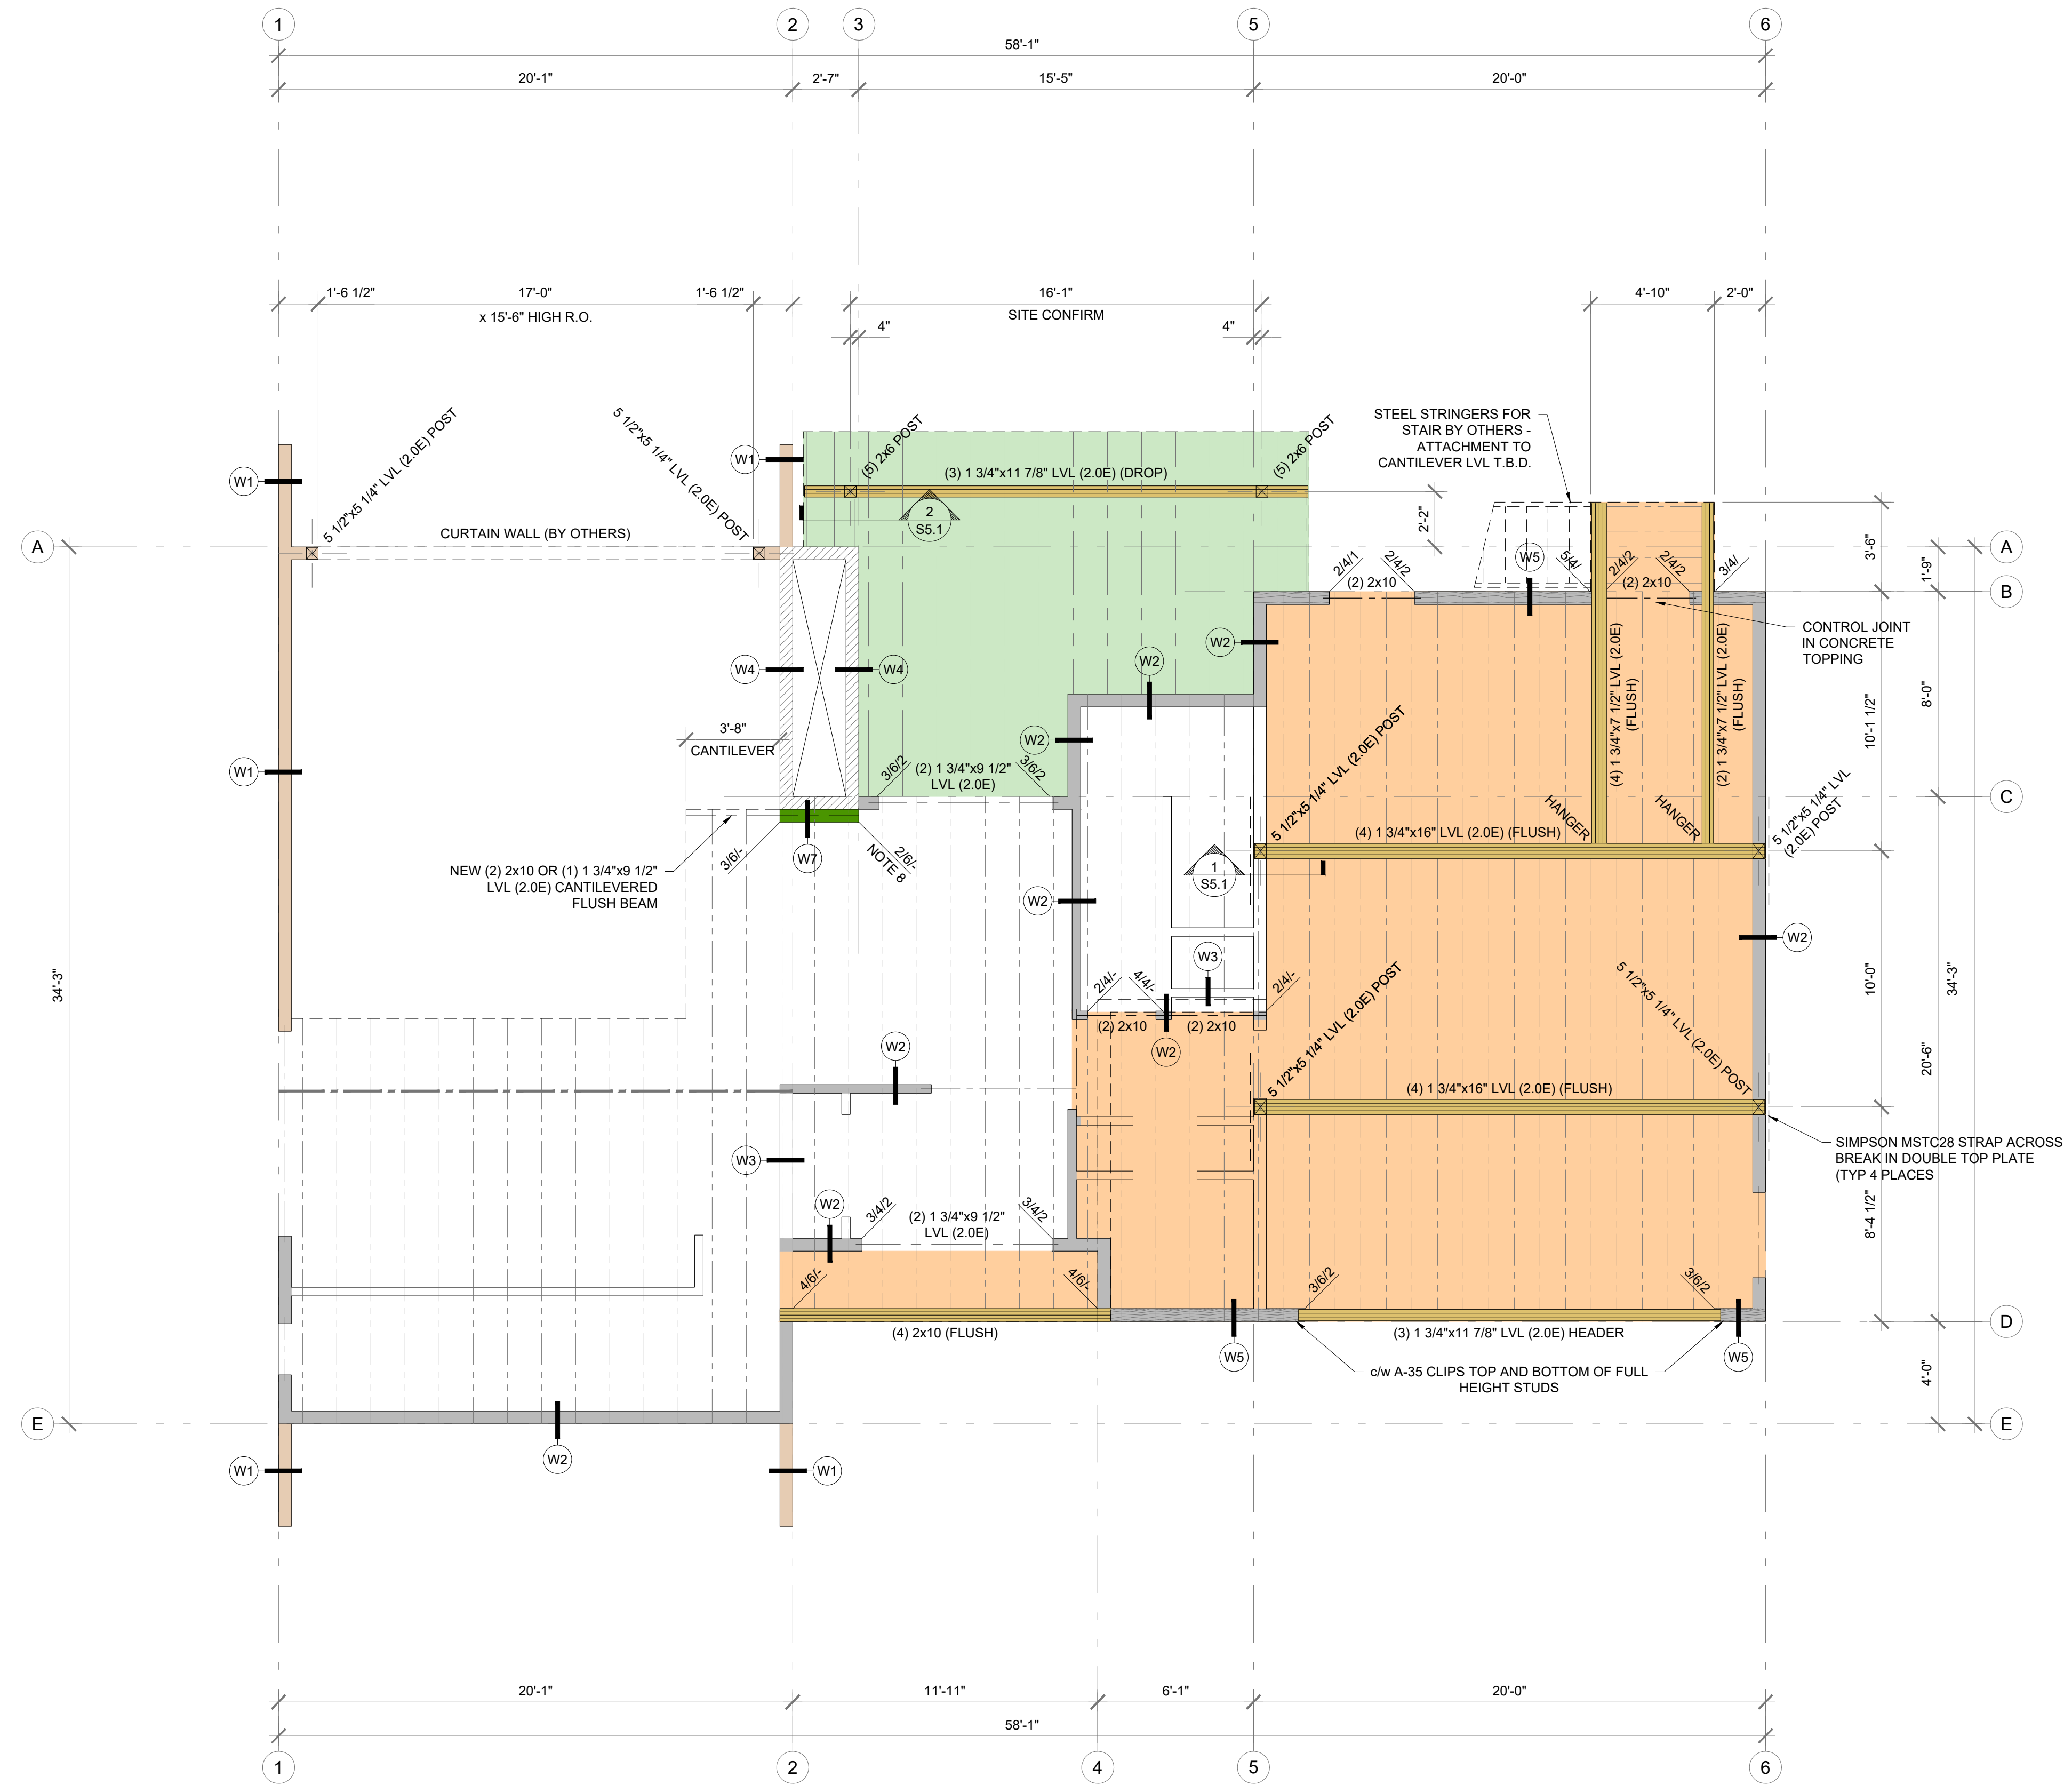 1 2 3 5 6
58'-1"
20'-1" 2'-7" 15'-5" 20'-0"
1'-6 1/2" 17'-0" 1'-6 1/2" 16'-1" 4'-10" 2'-0"
x 15'-6" HIGH R.O. SITE CONFIRM
4" 4"
5 1/2"x5 1/4" LVL (2.0E) POST
5 1/2"x5 1/4" LVL (2.0E) POST
(5) 2x6 POST
(5) 2x6 POST
STEEL STRINGERS FOR
STAIR BY OTHERS -
ATTACHMENT TO
CANTILEVER LVL T.B.D.
W1
W1
(3) 1 3/4"x11 7/8" LVL (2.0E) (DROP)
2
S5.1
2'-2"
3'-6"
CURTAIN WALL (BY OTHERS)
A
A
1'-9"
W5
2/4/1
2/4/2
(2) 2x10
5/4/
2/4/2
2/4/2
(2) 2x10
3/4/
B
CONTROL JOINT
IN CONCRETE
TOPPING
W2
W2
W4
W4
(4) 1 3/4"x7 1/2" LVL (2.0E)
(FLUSH)
(2) 1 3/4"x7 1/2" LVL (2.0E)
(FLUSH)
10'-1 1/2"
8'-0"
3'-8"
CANTILEVER
W2
W1
3/6/2
(2) 1 3/4"x9 1/2"
LVL (2.0E)
3/6/2
5 1/2"x5 1/4" LVL (2.0E) POST
HANGER
HANGER
5 1/2"x5 1/4" LVL
(2.0E) POST
C
(4) 1 3/4"x16" LVL (2.0E) (FLUSH)
3/6/-
W7
2/6/-
NOTE 8
NEW (2) 2x10 OR (1) 1 3/4"x9 1/2"
LVL (2.0E) CANTILEVERED
FLUSH BEAM
1
S5.1
W2
W2
W3
34'-3"
10'-0"
34'-3"
2/4/-
4/4/-
2/4/-
(2) 2x10
(2) 2x10
W2
W2
5 1/2"x5 1/4" LVL (2.0E) POST
5 1/2"x5 1/4" LVL (2.0E) POST
20'-6"
(4) 1 3/4"x16" LVL (2.0E) (FLUSH)
SIMPSON MSTC28 STRAP ACROSS
BREAK IN DOUBLE TOP PLATE
(TYP 4 PLACES
W3
W2
3/4/2
(2) 1 3/4"x9 1/2"
LVL (2.0E)
3/4/2
8'-4 1/2"
4/6/-
4/6/-
3/6/2
3/6/2
D
(4) 2x10 (FLUSH)
(3) 1 3/4"x11 7/8" LVL (2.0E) HEADER
W5
W5
c/w A-35 CLIPS TOP AND BOTTOM OF FULL
HEIGHT STUDS
4'-0"
E
E
W2
W1
W1
20'-1" 11'-11" 6'-1" 20'-0"
58'-1"
1 2 4 5 6